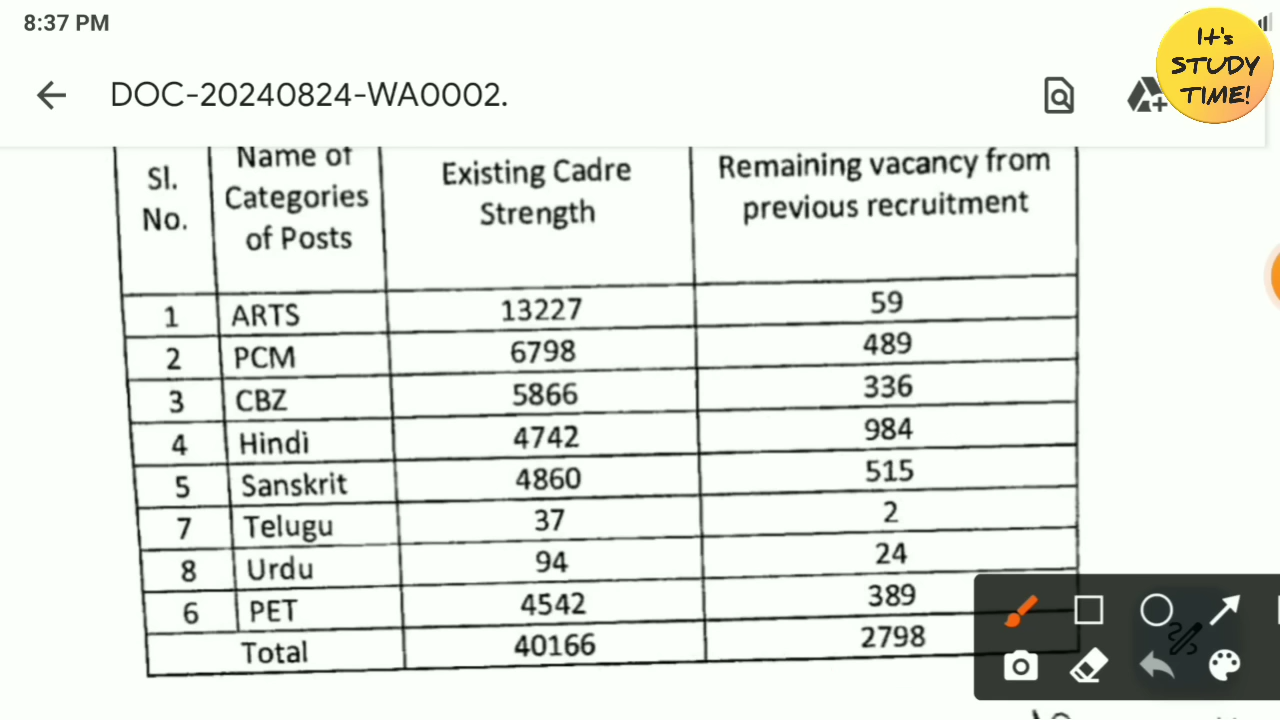 8:37 PM
It's
STUDY
TIME!
DOC-20240824-WA0002.
Sl. No. Name of Categories of Posts Existing Cadre Strength Remaining vacancy from previous recruitment
1 ARTS 13227 59
2 PCM 6798 489
3 CBZ 5866 336
4 Hindi 4742 984
5 Sanskrit 4860 515
7 Telugu 37 2
8 Urdu 94 24
6 PET 4542 389
Total 40166 2798